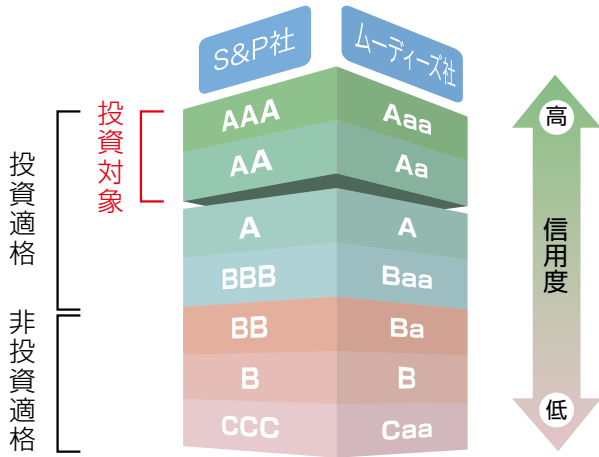 S&P社
ムーディーズ社
投資適格
投資対象
AAA
Aaa
AA
Aa
A
A
BBB
Baa
非投資適格
BB
Ba
B
B
CCC
Caa
高
信用度
低